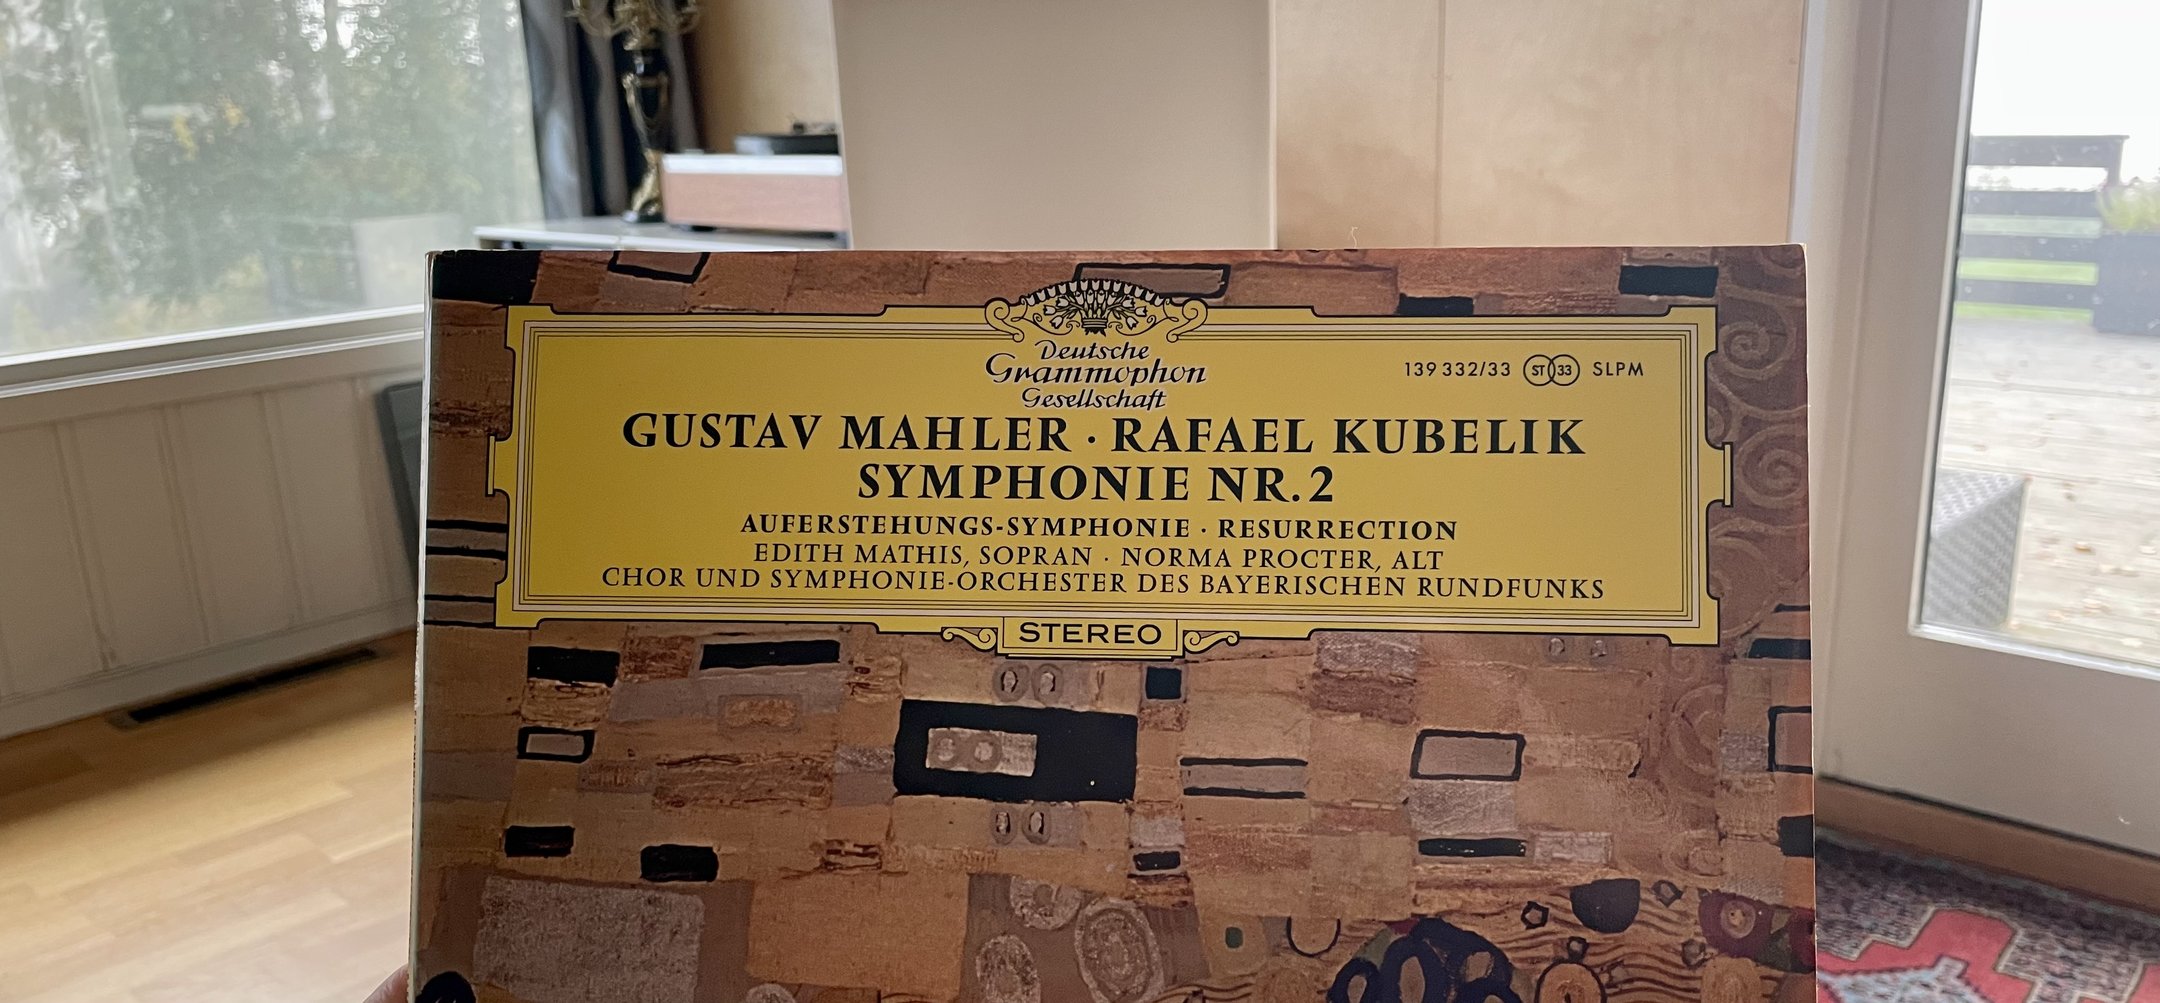 Deutsche
Grammophon
Gesellschaft
139 332/33 ST 33 SLPM
GUSTAV MAHLER · RAFAEL KUBELIK
SYMPHONIE NR. 2
AUFERSTEHUNGS-SYMPHONIE · RESURRECTION
EDITH MATHIS, SOPRAN · NORMA PROCTER, ALT
CHOR UND SYMPHONIE-ORCHESTER DES BAYERISCHEN RUNDFUNKS
STEREO